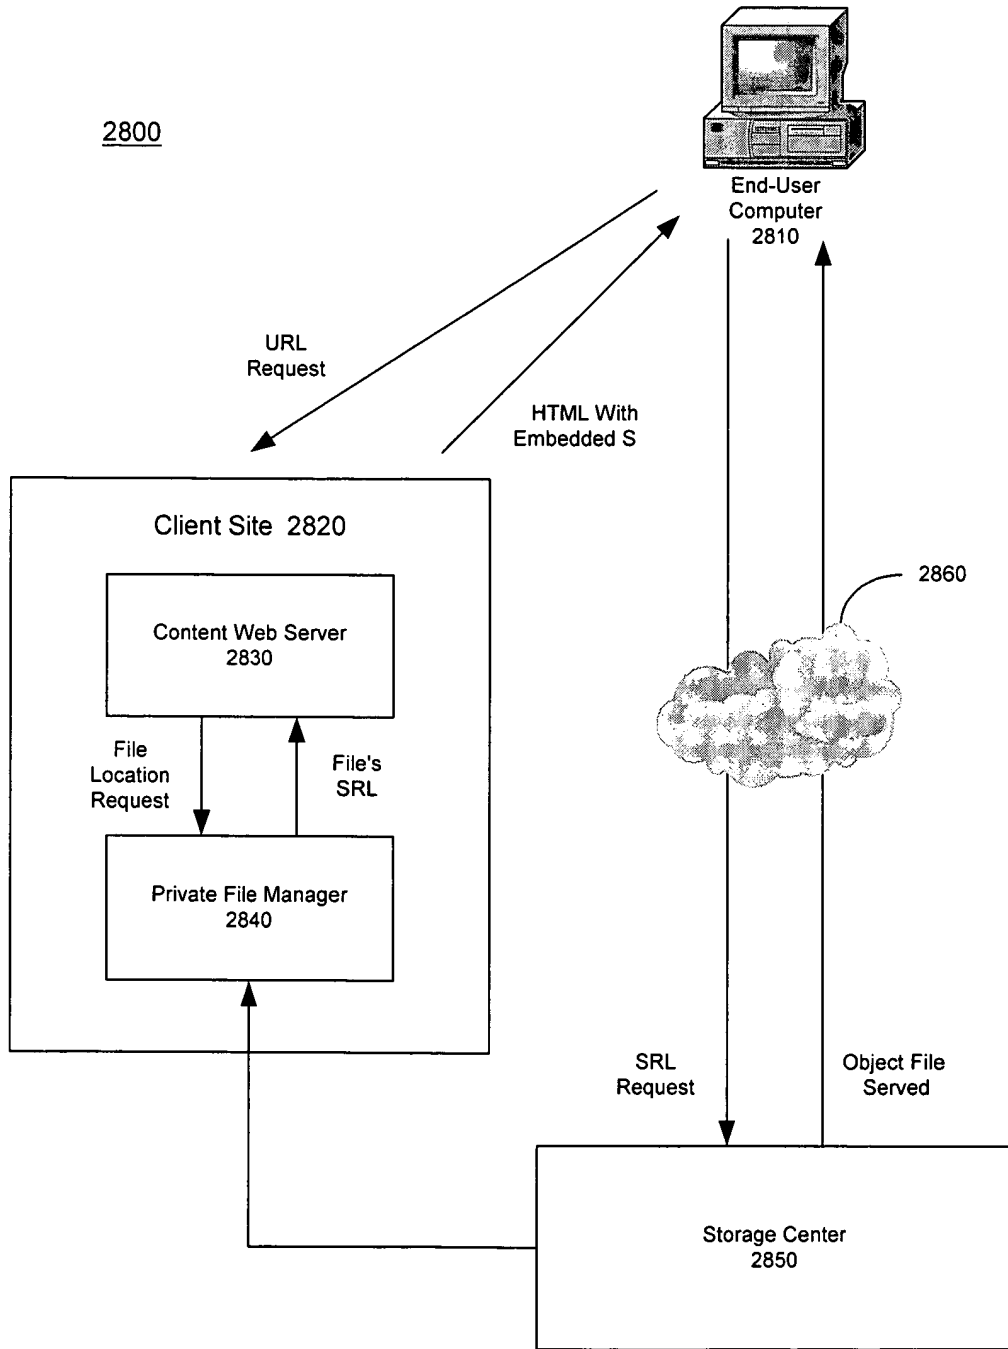 2800
End-User
Computer
2810
URL
Request
HTML With
Embedded S
Client Site 2820
2860
Content Web Server
2830
File
Location
Request
File's
SRL
Private File Manager
2840
SRL
Request
Object File
Served
Storage Center
2850